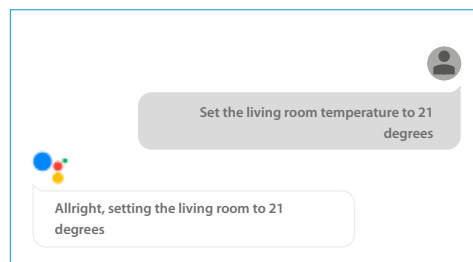 Set the living room temperature to 21
degrees
Allright, setting the living room to 21
degrees